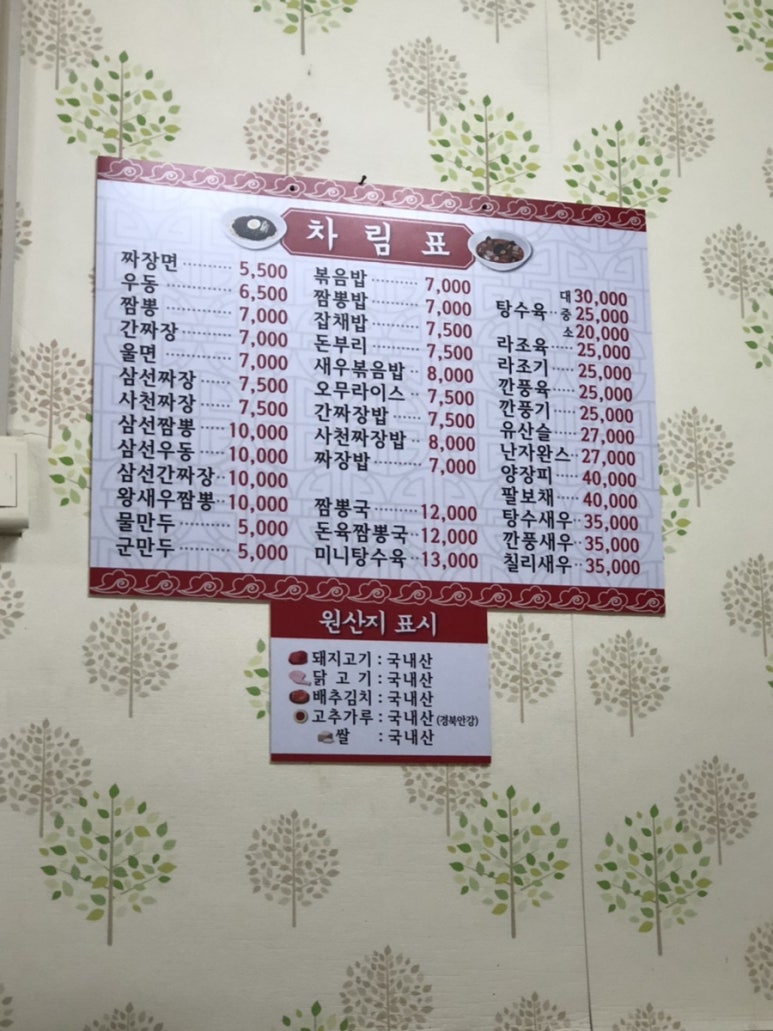 차림표
짜장면 ········· 5,500
우동 ············ 6,500
짬뽕 ············ 7,000
간짜장 ········· 7,000
울면 ············ 7,000
삼선짜장 ······ 7,500
사천짜장 ······ 7,500
삼선짬뽕 ····· 10,000
삼선우동 ····· 10,000
삼선간짜장 ·· 10,000
왕새우짬뽕 ·· 10,000
물만두 ········· 5,000
군만두 ········· 5,000
볶음밥 ········· 7,000
짬뽕밥 ········· 7,000
잡채밥 ········· 7,500
돈부리 ········· 7,500
새우볶음밥 ·· 8,000
오무라이스 ·· 7,500
간짜장밥 ······ 7,500
사천짜장밥 ·· 8,000
짜장밥 ········· 7,000
짬뽕국 ········ 12,000
돈육짬뽕국 ·· 12,000
미니탕수육 ·· 13,000
대 30,000
탕수육 ·· 중 25,000
소 20,000
라조육 ····· 25,000
라조기 ····· 25,000
깐풍육 ····· 25,000
깐풍기 ····· 25,000
유산슬 ····· 27,000
난자완스 ·· 27,000
양장피 ····· 40,000
팔보채 ····· 40,000
탕수새우 ·· 35,000
깐풍새우 ·· 35,000
칠리새우 ·· 35,000
원산지 표시
돼지고기 : 국내산
닭 고 기 : 국내산
배추김치 : 국내산
고추가루 : 국내산 (경북안강)
쌀 : 국내산